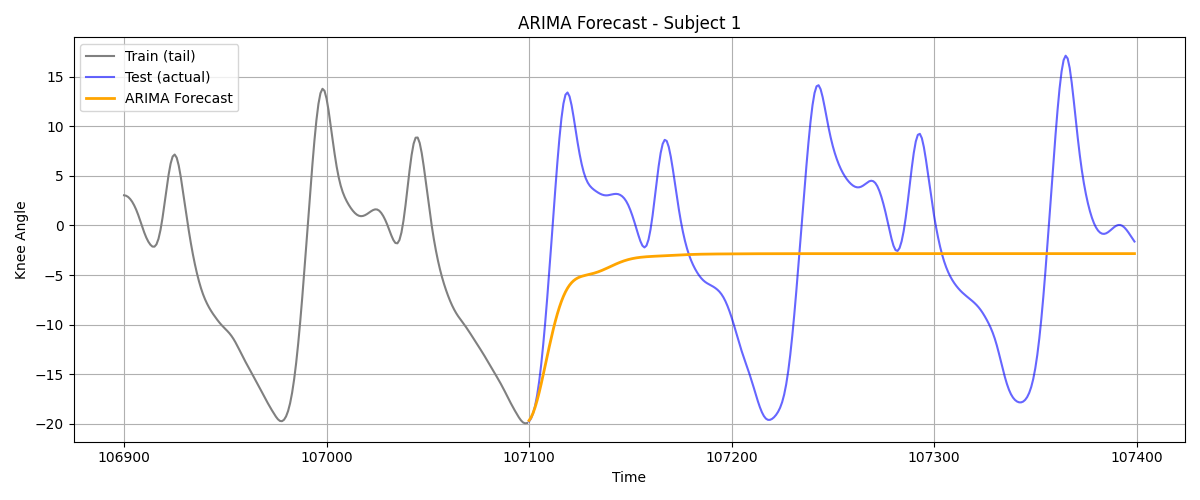 ARIMA Forecast - Subject 1
Train (tail)
Test (actual)
ARIMA Forecast
Knee Angle
15
10
5
0
−5
−10
−15
−20
106900 107000 107100 107200 107300 107400
Time